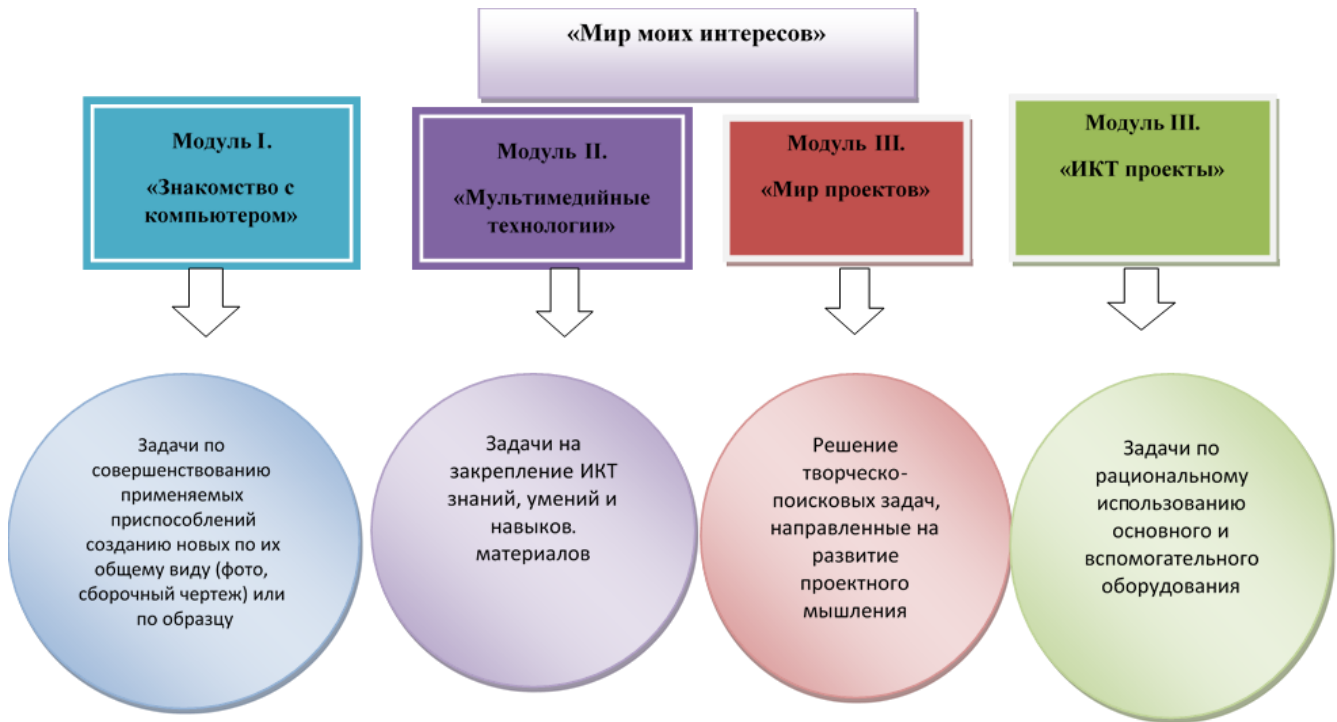 «Мир моих интересов»
Модуль I.
«Знакомство с
компьютером»
Модуль II.
«Мультимедийные
технологии»
Модуль III.
«Мир проектов»
Модуль III.
«ИКТ проекты»
Задачи по
совершенствованию
применяемых
приспособлений
созданию новых по их
общему виду (фото,
сборочный чертеж) или
по образцу
Задачи на
закрепление ИКТ
знаний, умений и
навыков.
материалов
Решение
творческо-
поисковых задач,
направленные на
развитие
проектного
мышления
Задачи по
рациональному
использованию
основного и
вспомогательного
оборудования